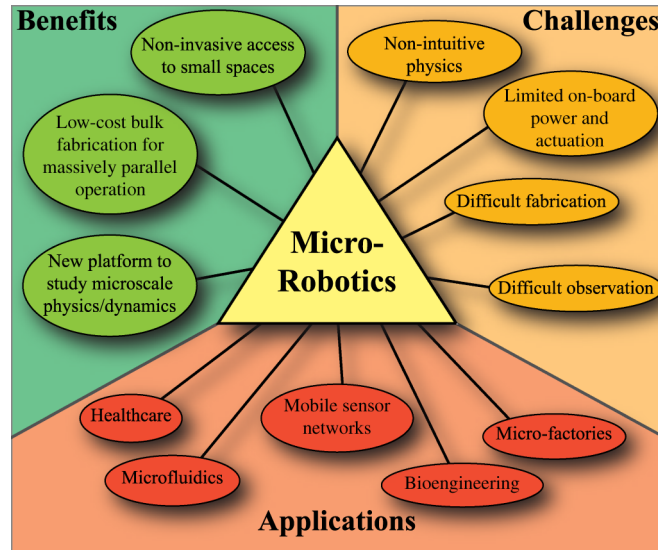 Benefits
Non-invasive access
to small spaces
Low-cost bulk
fabrication for
massively parallel
operation
New platform to
study microscale
physics/dynamics
Challenges
Non-intuitive
physics
Limited on-board
power and
actuation
Difficult fabrication
Difficult observation
Micro-
Robotics
Healthcare
Microfluidics
Mobile sensor
networks
Bioengineering
Micro-factories
Applications